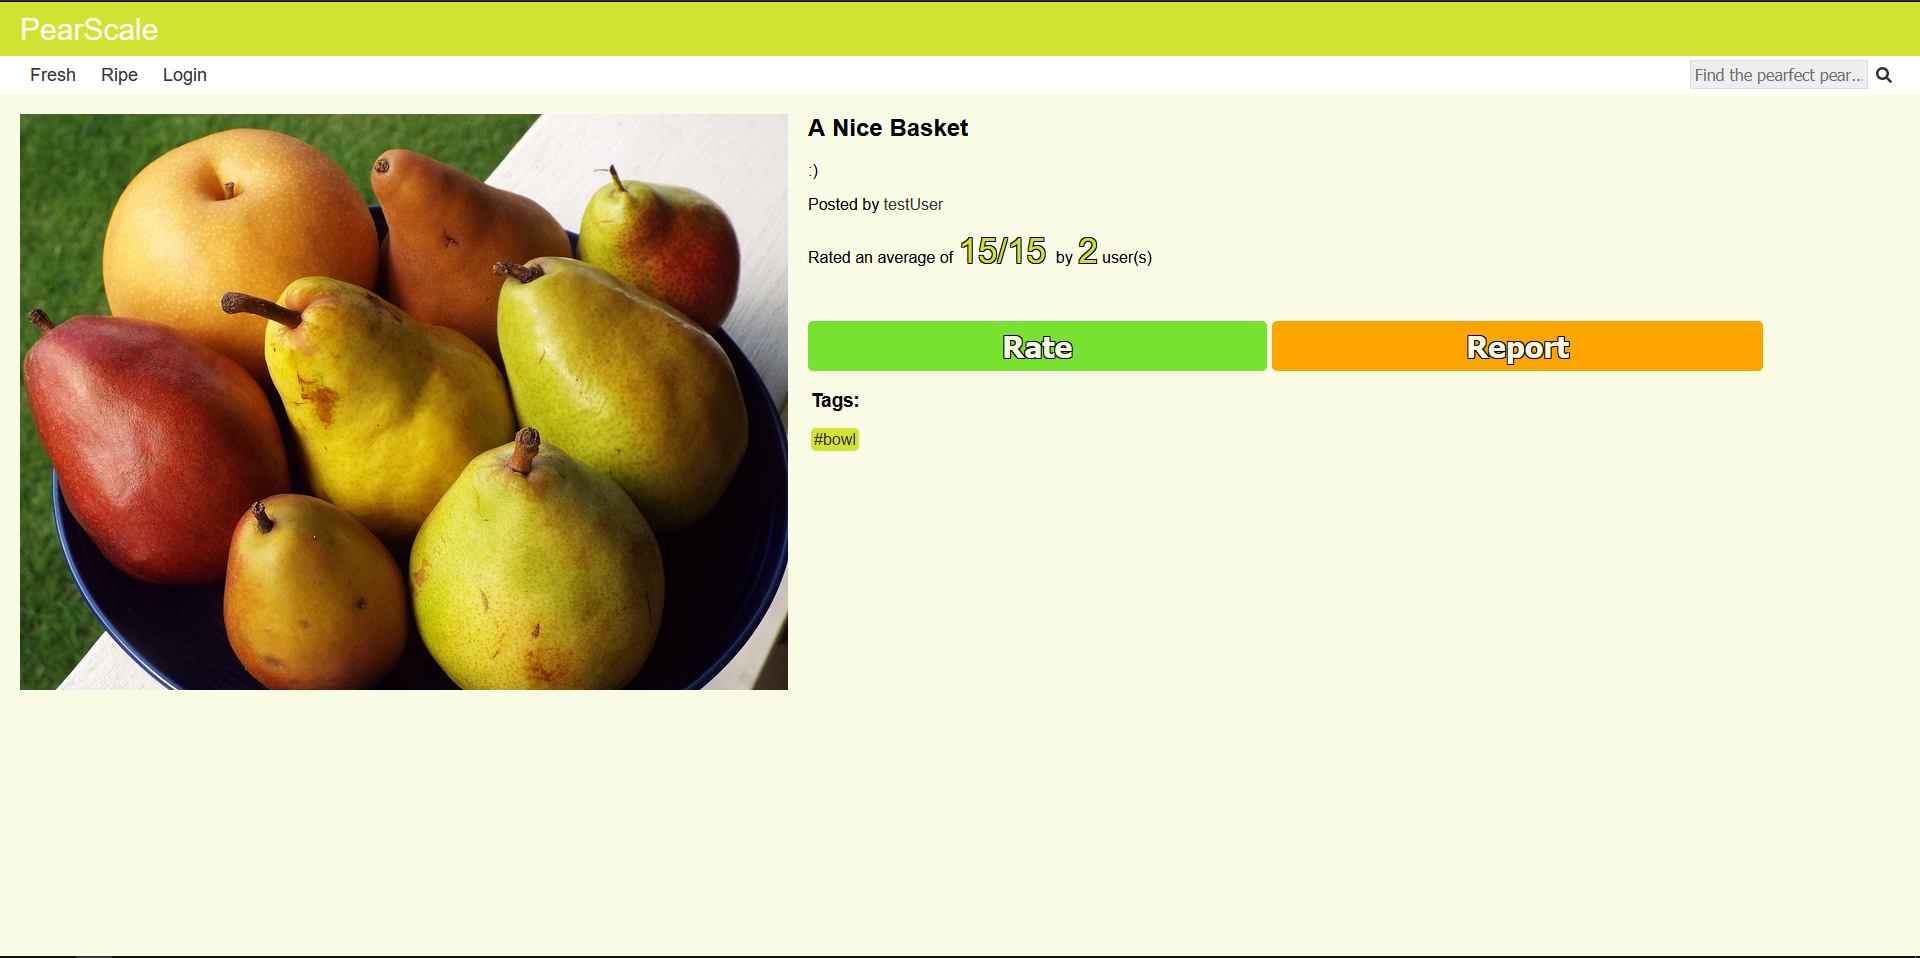 PearScale
Fresh Ripe Login
Find the pearfect pear...
A Nice Basket
:)
Posted by testUser
Rated an average of 15/15 by 2 user(s)
Rate Report
Tags:
#bowl